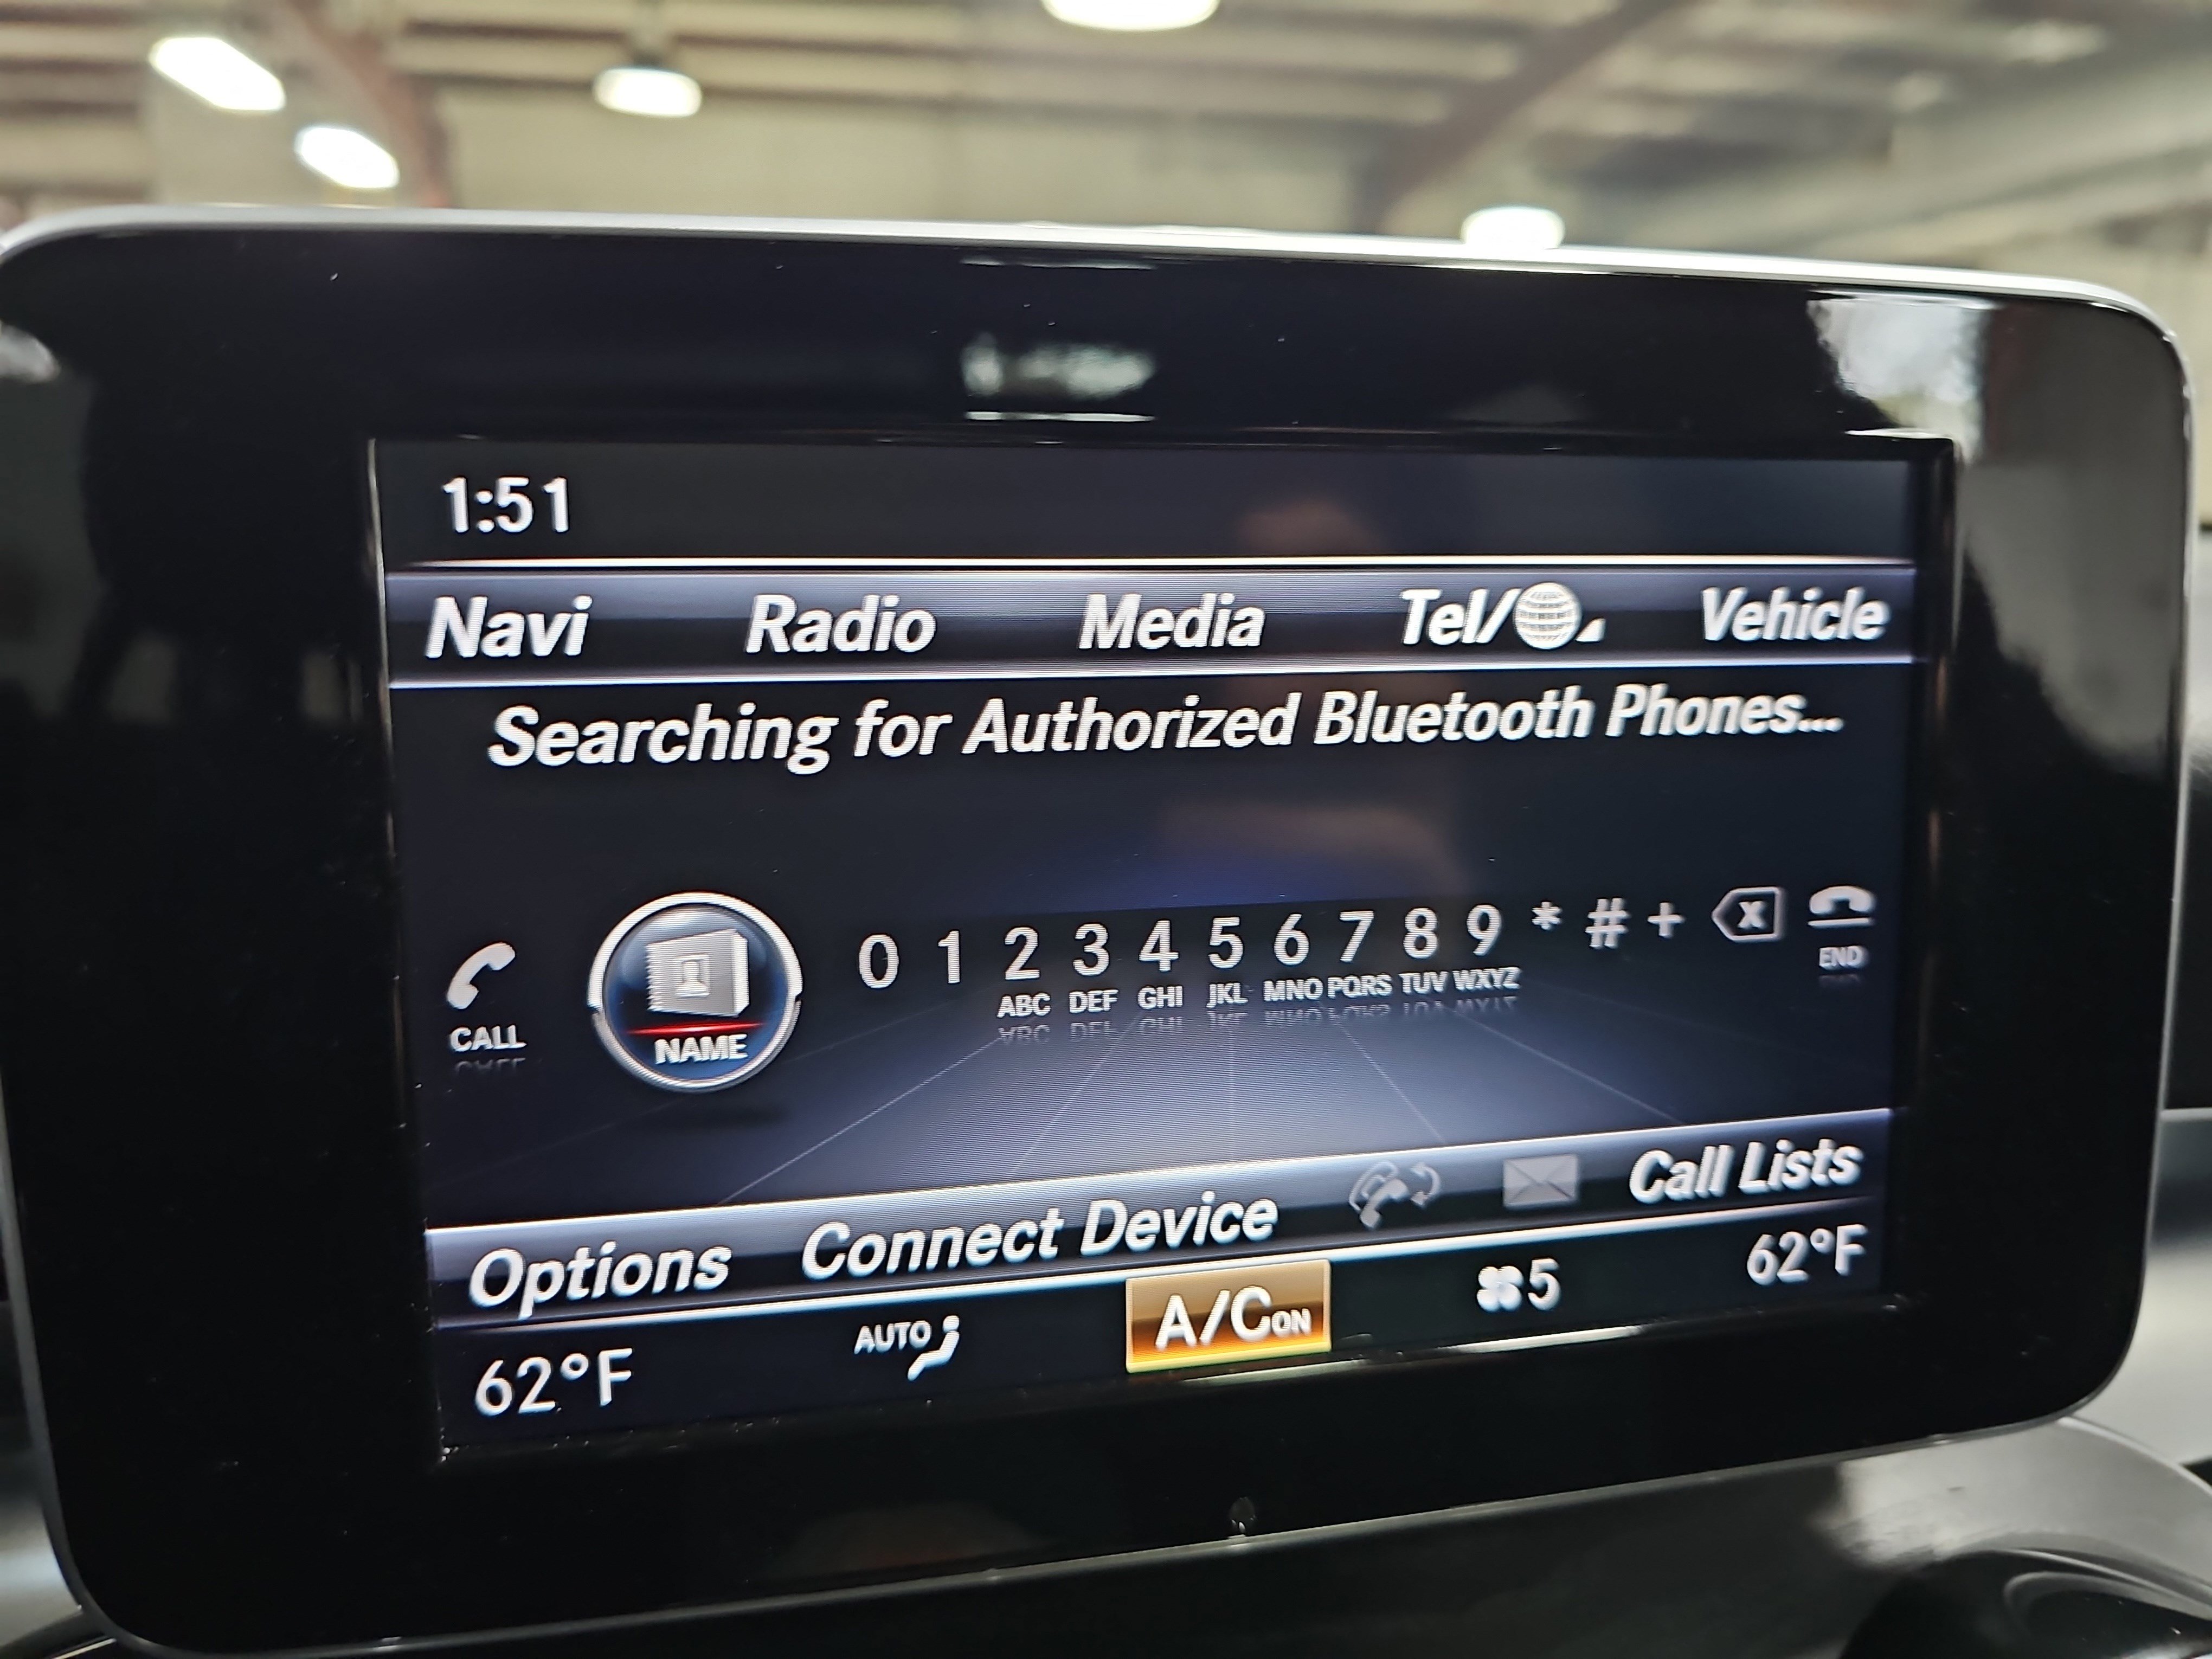 1:51
Navi Radio Media Tel/ Vehicle
Searching for Authorized Bluetooth Phones...
0 1 2 3 4 5 6 7 8 9 * # + X
ABC DEF GHI JKL MNO PQRS TUV WXYZ END
CALL NAME
Options Connect Device Call Lists
62°F AUTO A/C ON 5 62°F